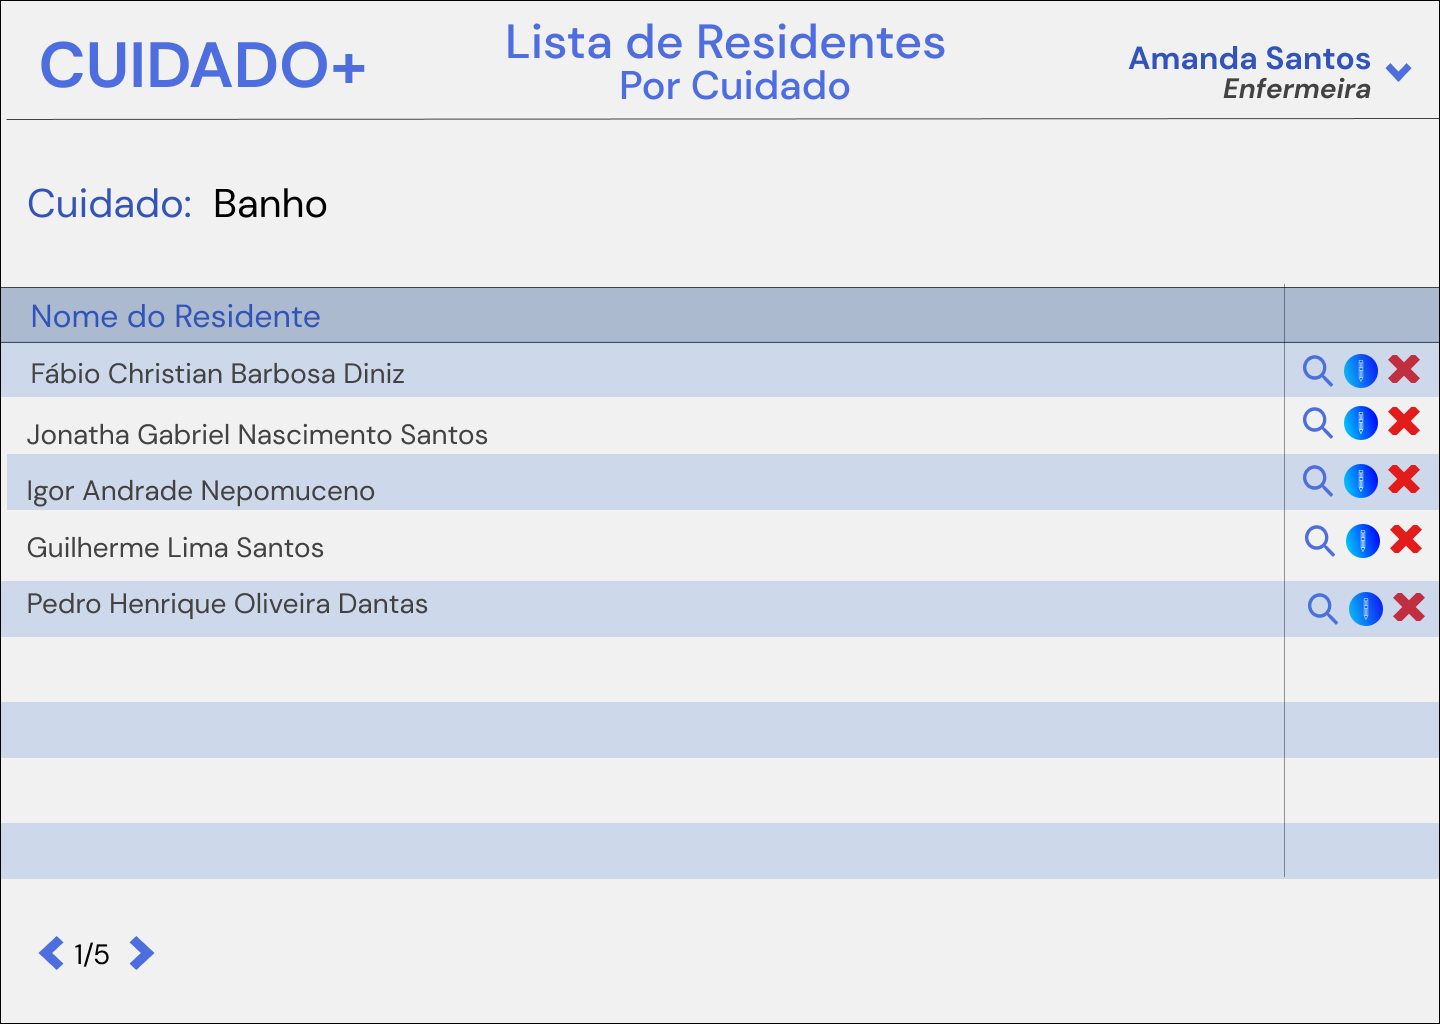 CUIDADO+
Lista de Residentes
Por Cuidado
Amanda Santos
Enfermeira
Cuidado: Banho
Nome do Residente
Fábio Christian Barbosa Diniz
Jonatha Gabriel Nascimento Santos
Igor Andrade Nepomuceno
Guilherme Lima Santos
Pedro Henrique Oliveira Dantas
1/5